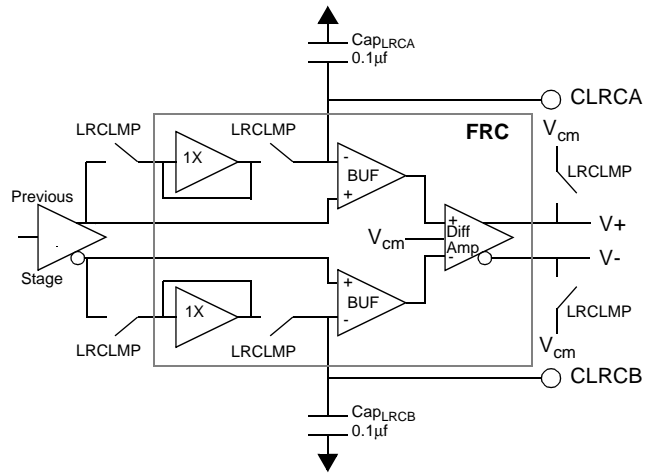 CapLRCA
0.1µf
CLRCA
LRCLMP
LRCLMP
FRC
Vcm
1X
-
BUF
+
LRCLMP
Previous
Stage
.
+
Diff
Amp
-
Vcm
V+
V-
+
BUF
-
1X
LRCLMP
LRCLMP
LRCLMP
Vcm
CLRCB
CapLRCB
0.1µf